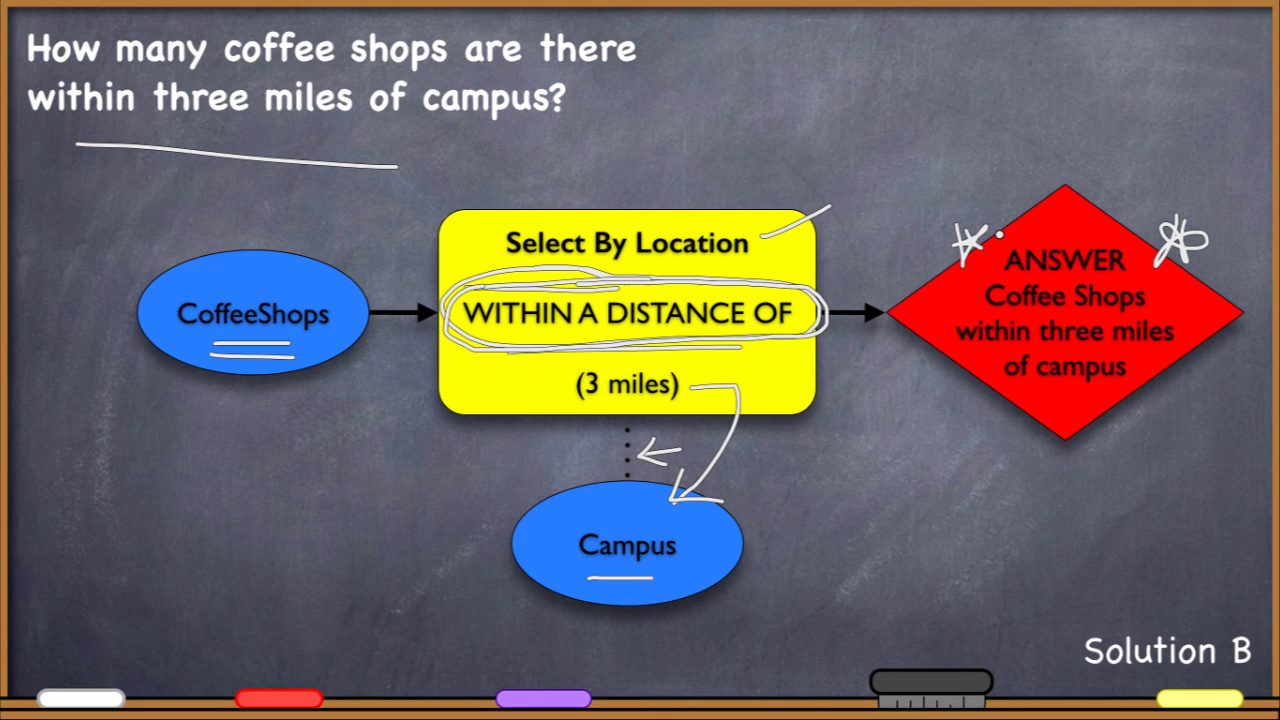 How many coffee shops are there
within three miles of campus?
Select By Location
CoffeeShops
WITHIN A DISTANCE OF
(3 miles)
ANSWER
Coffee Shops
within three miles
of campus
Campus
Solution B